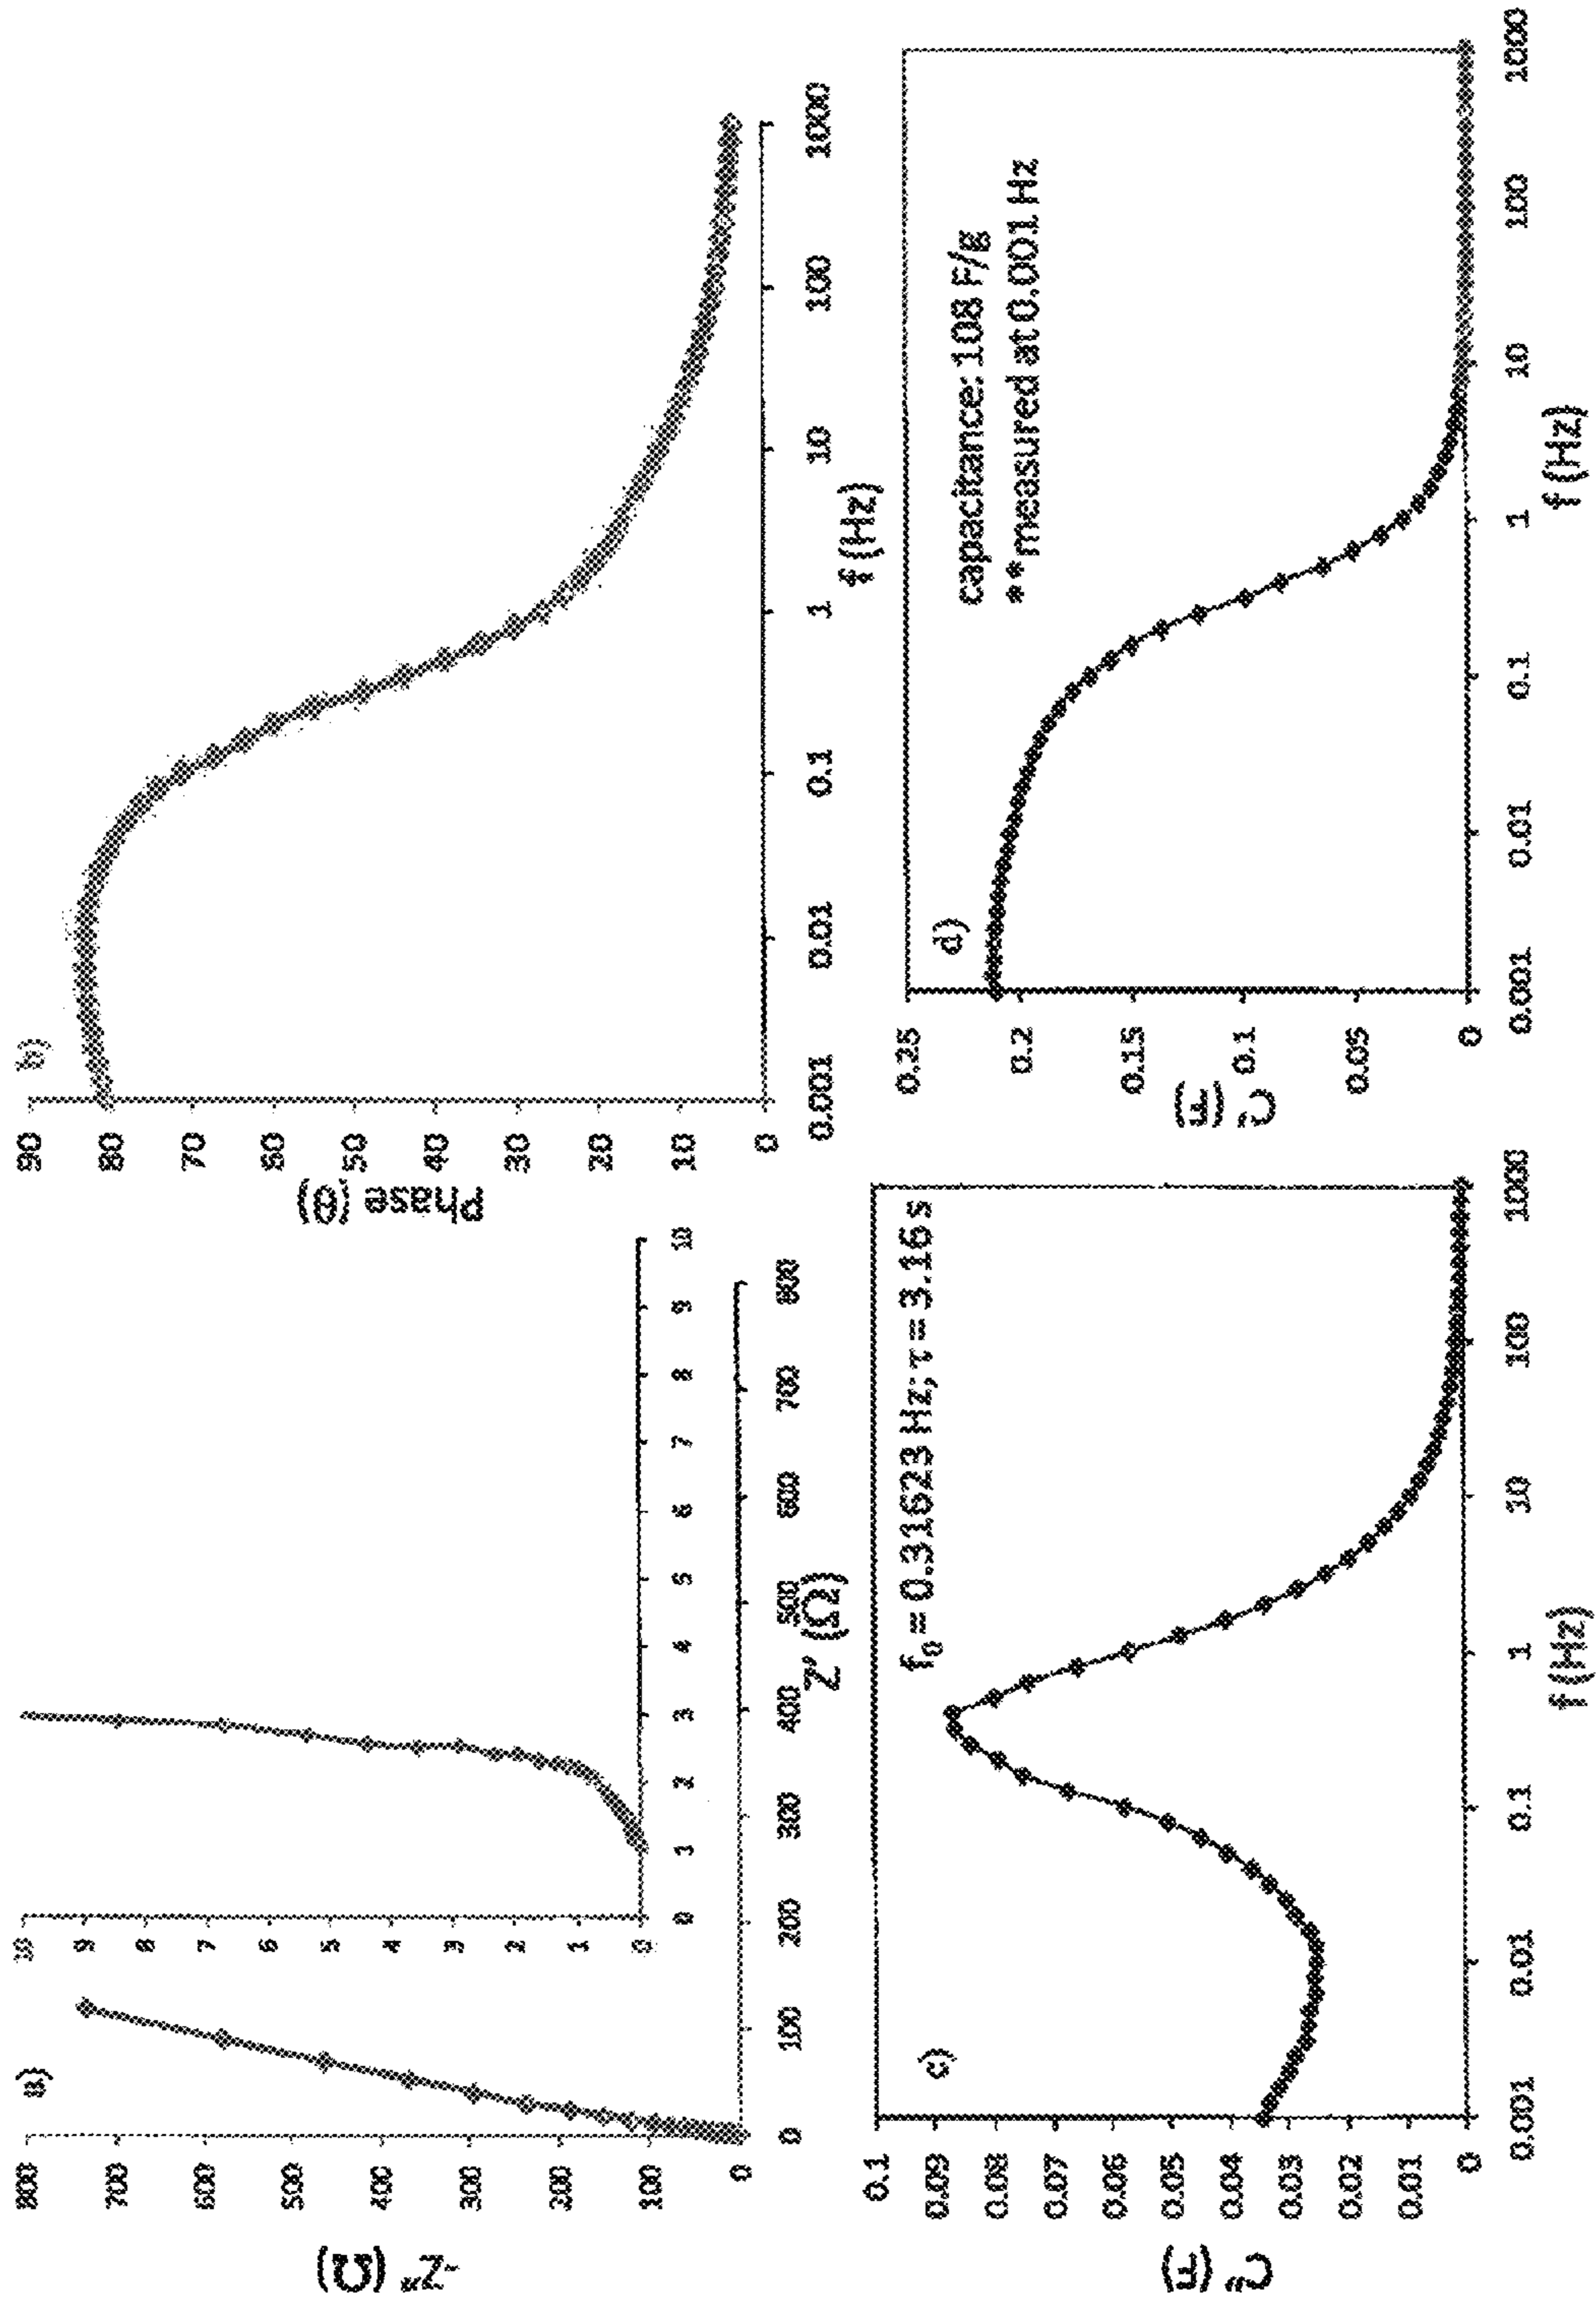 a)
-Z" (Ω)
800
700
600
500
400
300
200
100
0
0 100 200 300 400 500 600 700 800
Z' (Ω)
10
9
8
7
6
5
4
3
2
1
0
0 1 2 3 4 5 6 7 8 9 10
b)
Phase (θ)
90
80
70
60
50
40
30
20
10
0
0.001 0.01 0.1 1 10 100 1000
f (Hz)
c)
f₀ = 0.31623 Hz; τ = 3.16 s
C" (F)
0.1
0.09
0.08
0.07
0.06
0.05
0.04
0.03
0.02
0.01
0
0.001 0.01 0.1 1 10 100 1000
f (Hz)
d)
capacitance: 108 F/g
**measured at 0.001 Hz
C' (F)
0.25
0.2
0.15
0.1
0.05
0
0.001 0.01 0.1 1 10 100 1000
f (Hz)